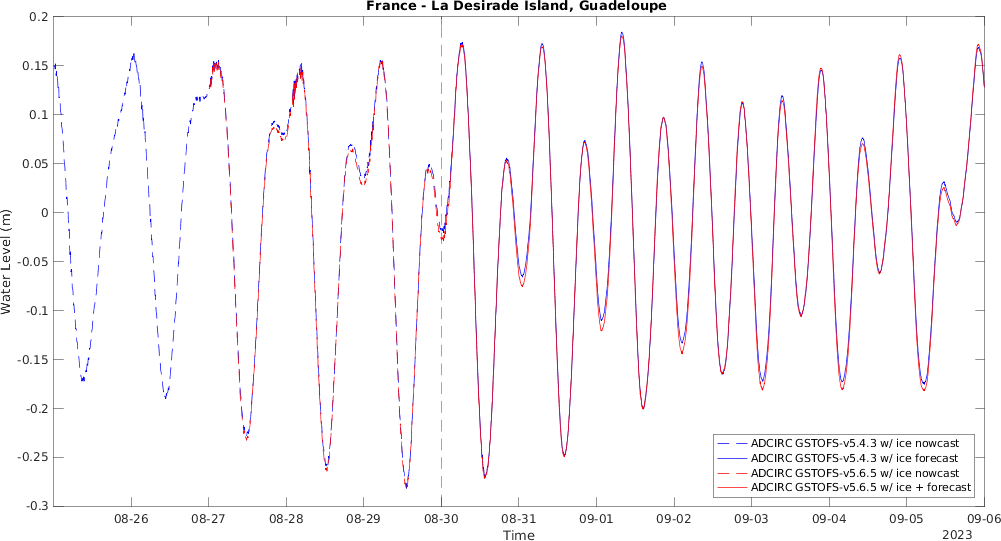 France - La Desirade Island, Guadeloupe
0.2
0.15
0.1
0.05
0
-0.05
-0.1
-0.15
-0.2
-0.25
-0.3
Water Level (m)
ADCIRC GSTOFS-v5.4.3 w/ ice nowcast
ADCIRC GSTOFS-v5.4.3 w/ ice forecast
ADCIRC GSTOFS-v5.6.5 w/ ice nowcast
ADCIRC GSTOFS-v5.6.5 w/ ice + forecast
08-26 08-27 08-28 08-29 08-30 08-31 09-01 09-02 09-03 09-04 09-05 09-06
Time
2023